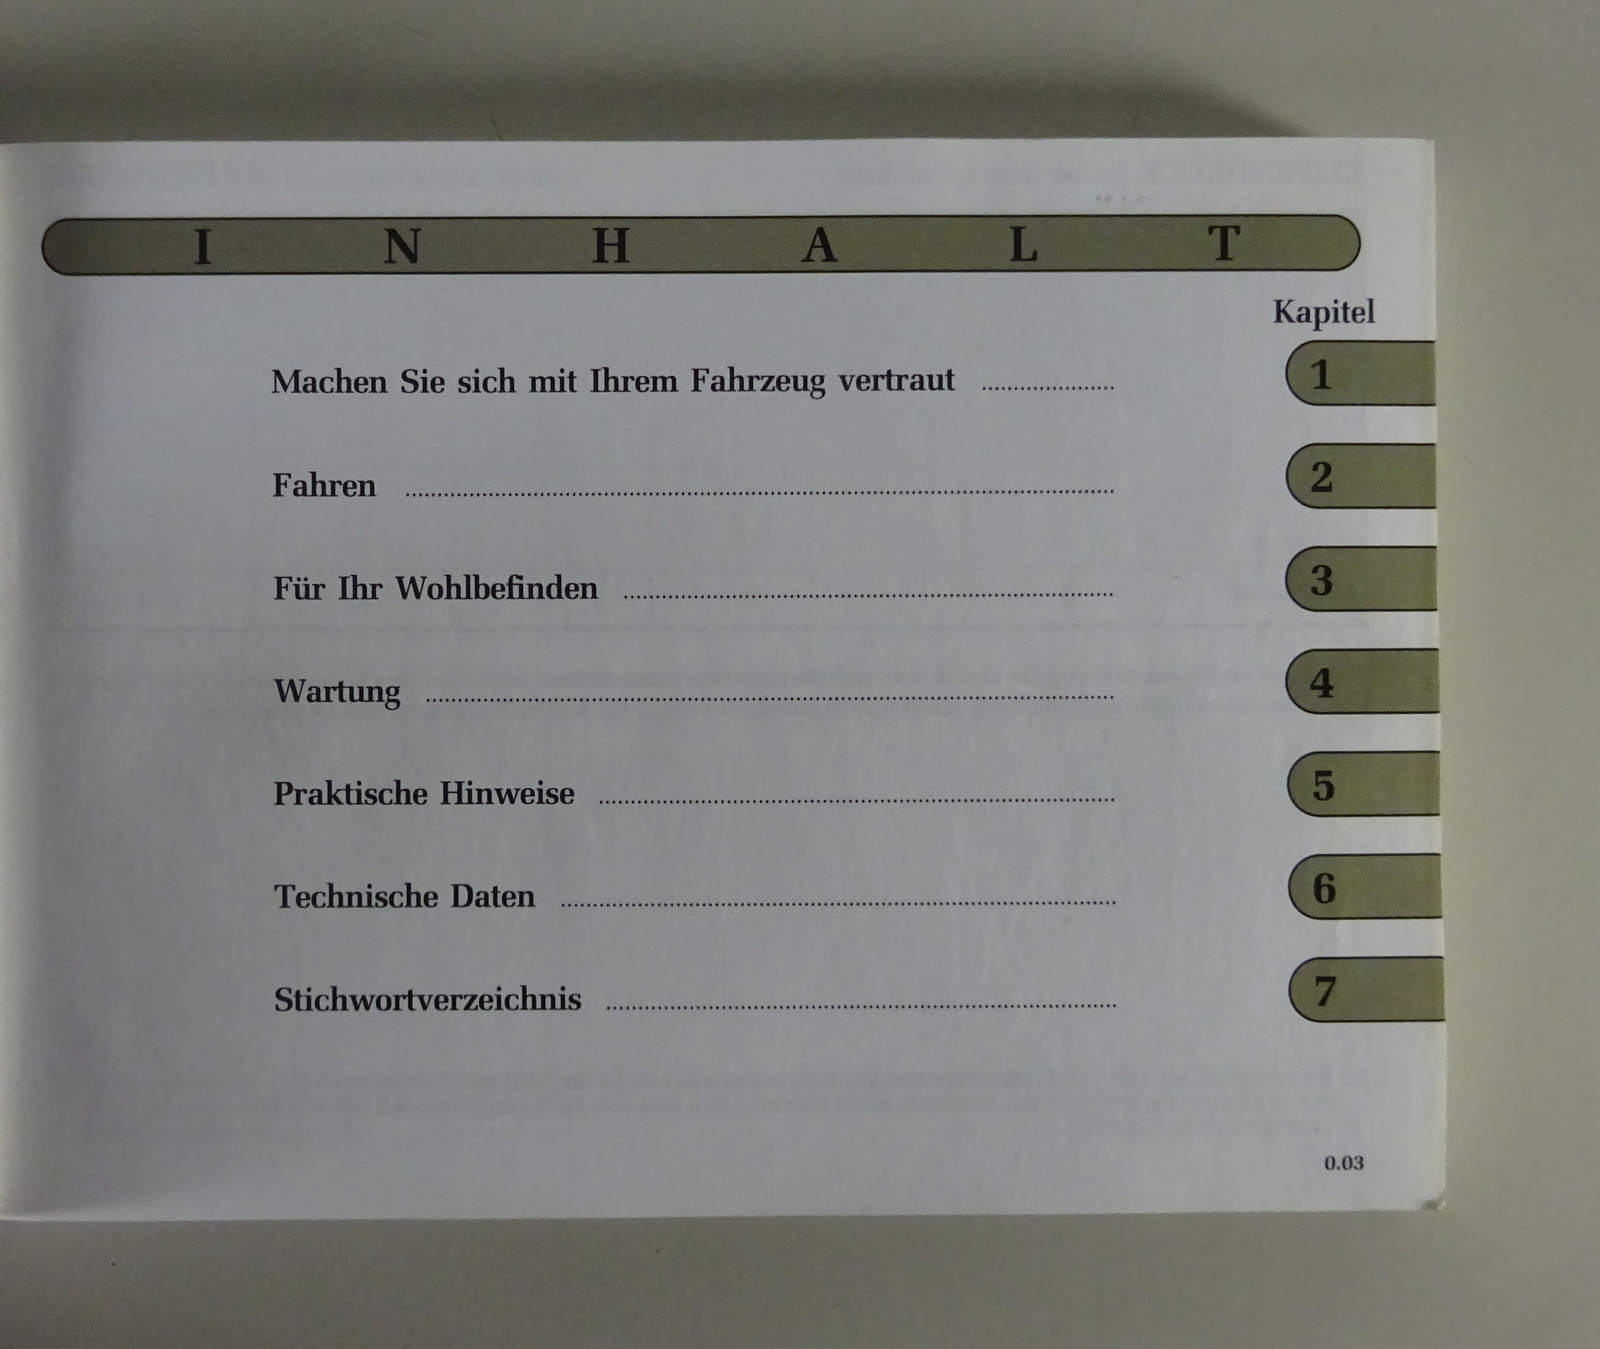 I N H A L T
Kapitel
Machen Sie sich mit Ihrem Fahrzeug vertraut ..................... 1
Fahren ..................... 2
Für Ihr Wohlbefinden ..................... 3
Wartung ..................... 4
Praktische Hinweise ..................... 5
Technische Daten ..................... 6
Stichwortverzeichnis ..................... 7
0.03